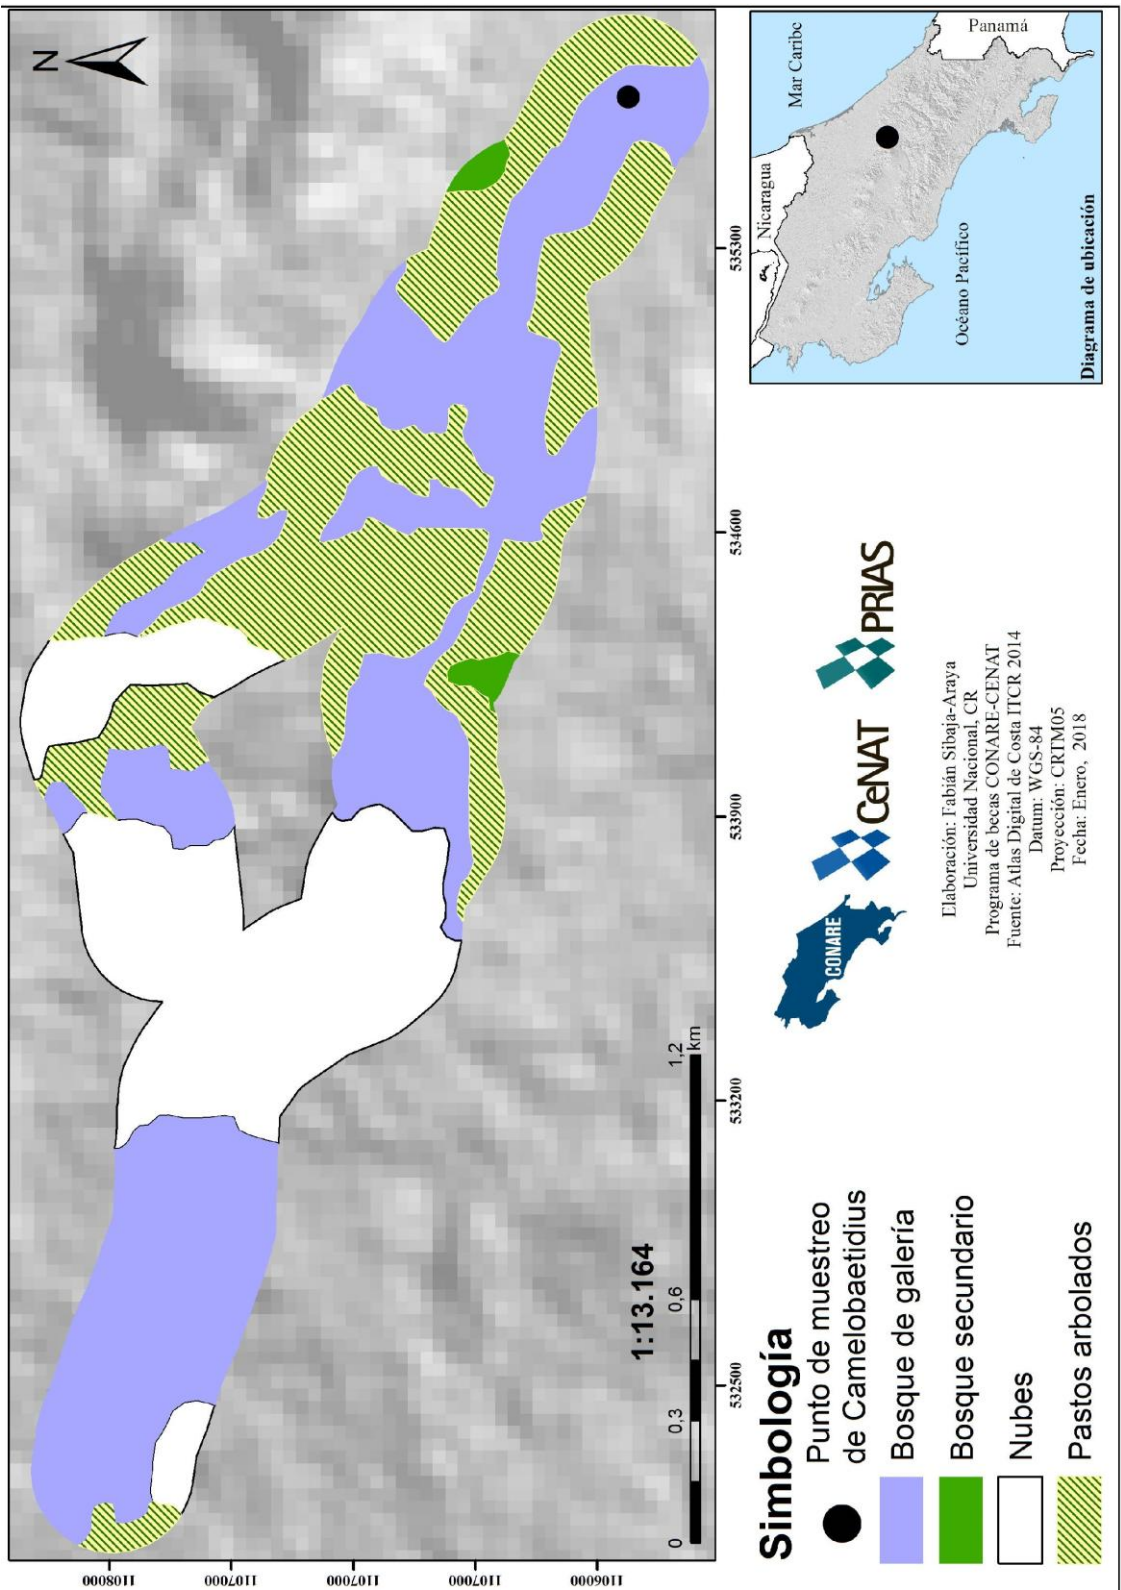 N
1108000
1107000
1107000
1107000
1106000
532500
533200
533900
534600
535300
1:13.164
0 0,3 0,6 1,2
km
Simbología
Punto de muestreo
de Camelobaetidius
Bosque de galería
Bosque secundario
Nubes
Pastos arbolados
CONARE
CeNAT
PRIAS
Elaboración: Fabián Sibaja-Araya
Universidad Nacional, CR
Programa de becas CONARE-CENAT
Fuente: Atlas Digital de Costa ITCR 2014
Datum: WGS-84
Proyección: CRTM05
Fecha: Enero, 2018
Nicaragua
Mar Caribe
Panamá
Océano Pacífico
Diagrama de ubicación